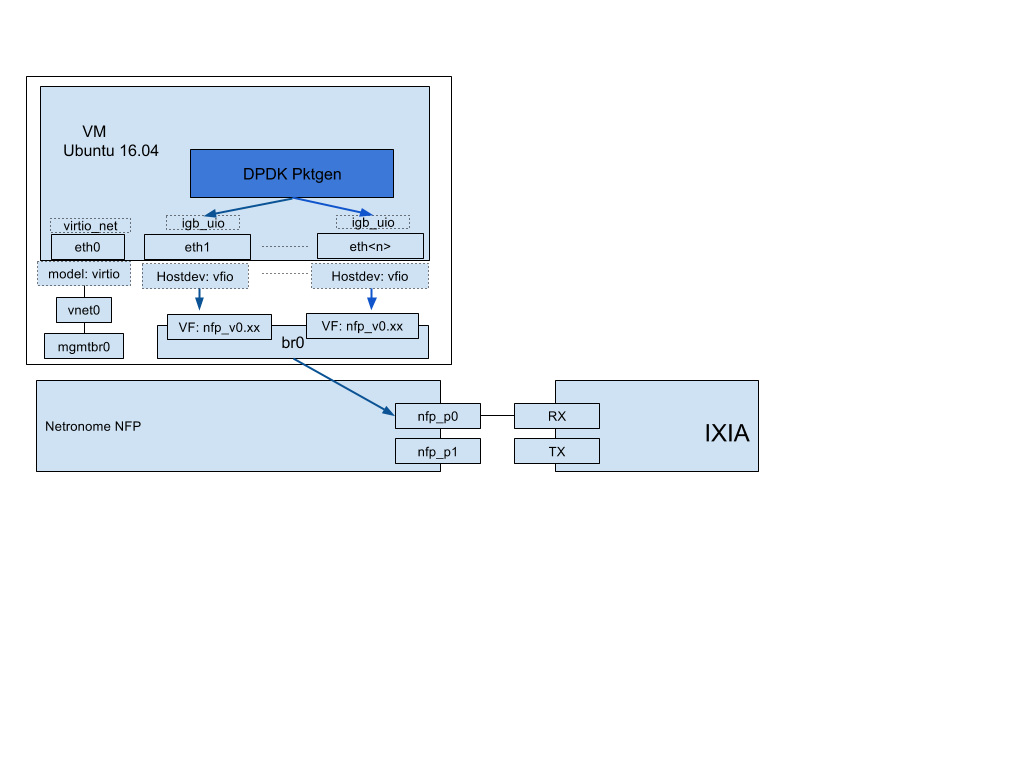 VM
Ubuntu 16.04
DPDK Pktgen
virtio_net
igb_uio
igb_uio
eth0
eth1
eth<n>
model: virtio
Hostdev: vfio
Hostdev: vfio
vnet0
VF: nfp_v0.xx
VF: nfp_v0.xx
br0
mgmtbr0
Netronome NFP
nfp_p0
RX
IXIA
nfp_p1
TX